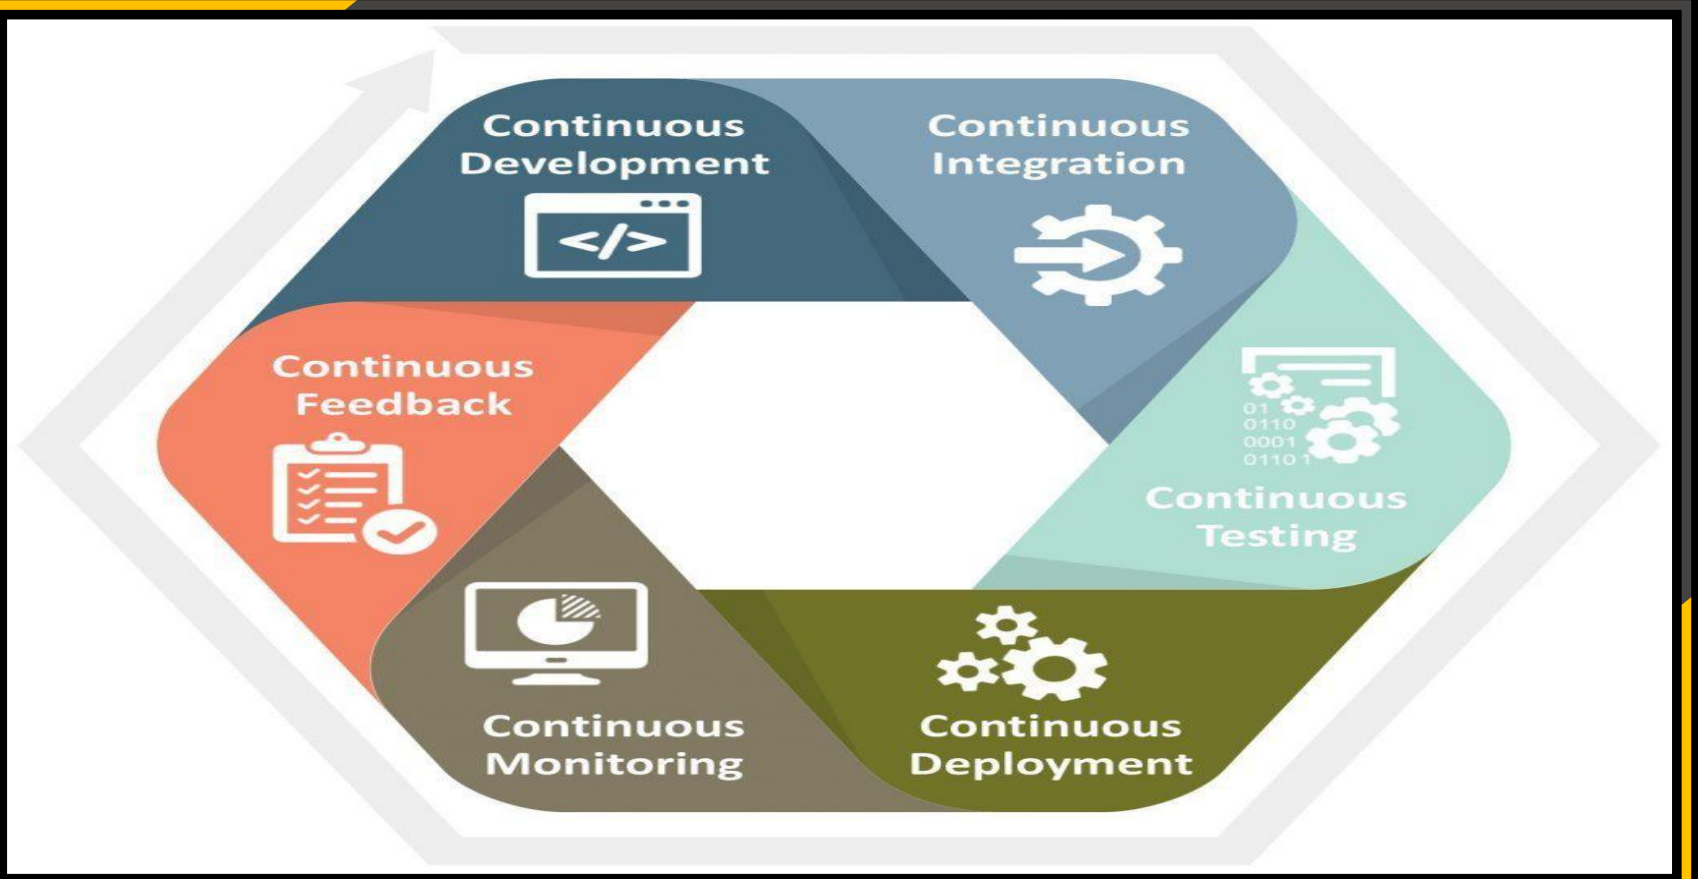 Continuous
Development
</>
Continuous
Integration
01
0110
0001
01101
Continuous
Testing
Continuous
Deployment
Continuous
Monitoring
Continuous
Feedback